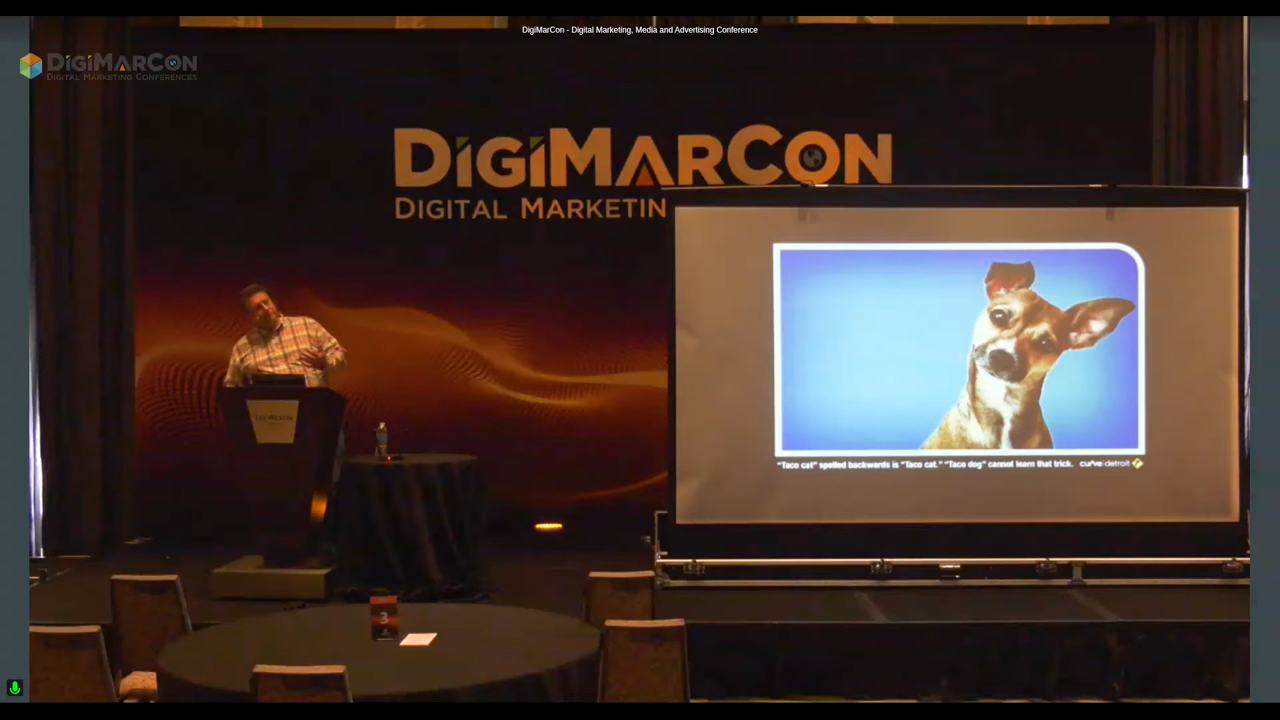 DigiMarCon - Digital Marketing, Media and Advertising Conference
DIGIMARCON
DIGITAL MARKETING CONFERENCES
DIGIMARCON
DIGITAL MARKETIN
"Taco cat" spelled backwards is "Taco cat." "Taco dog" cannot learn that trick. curve detroit
3